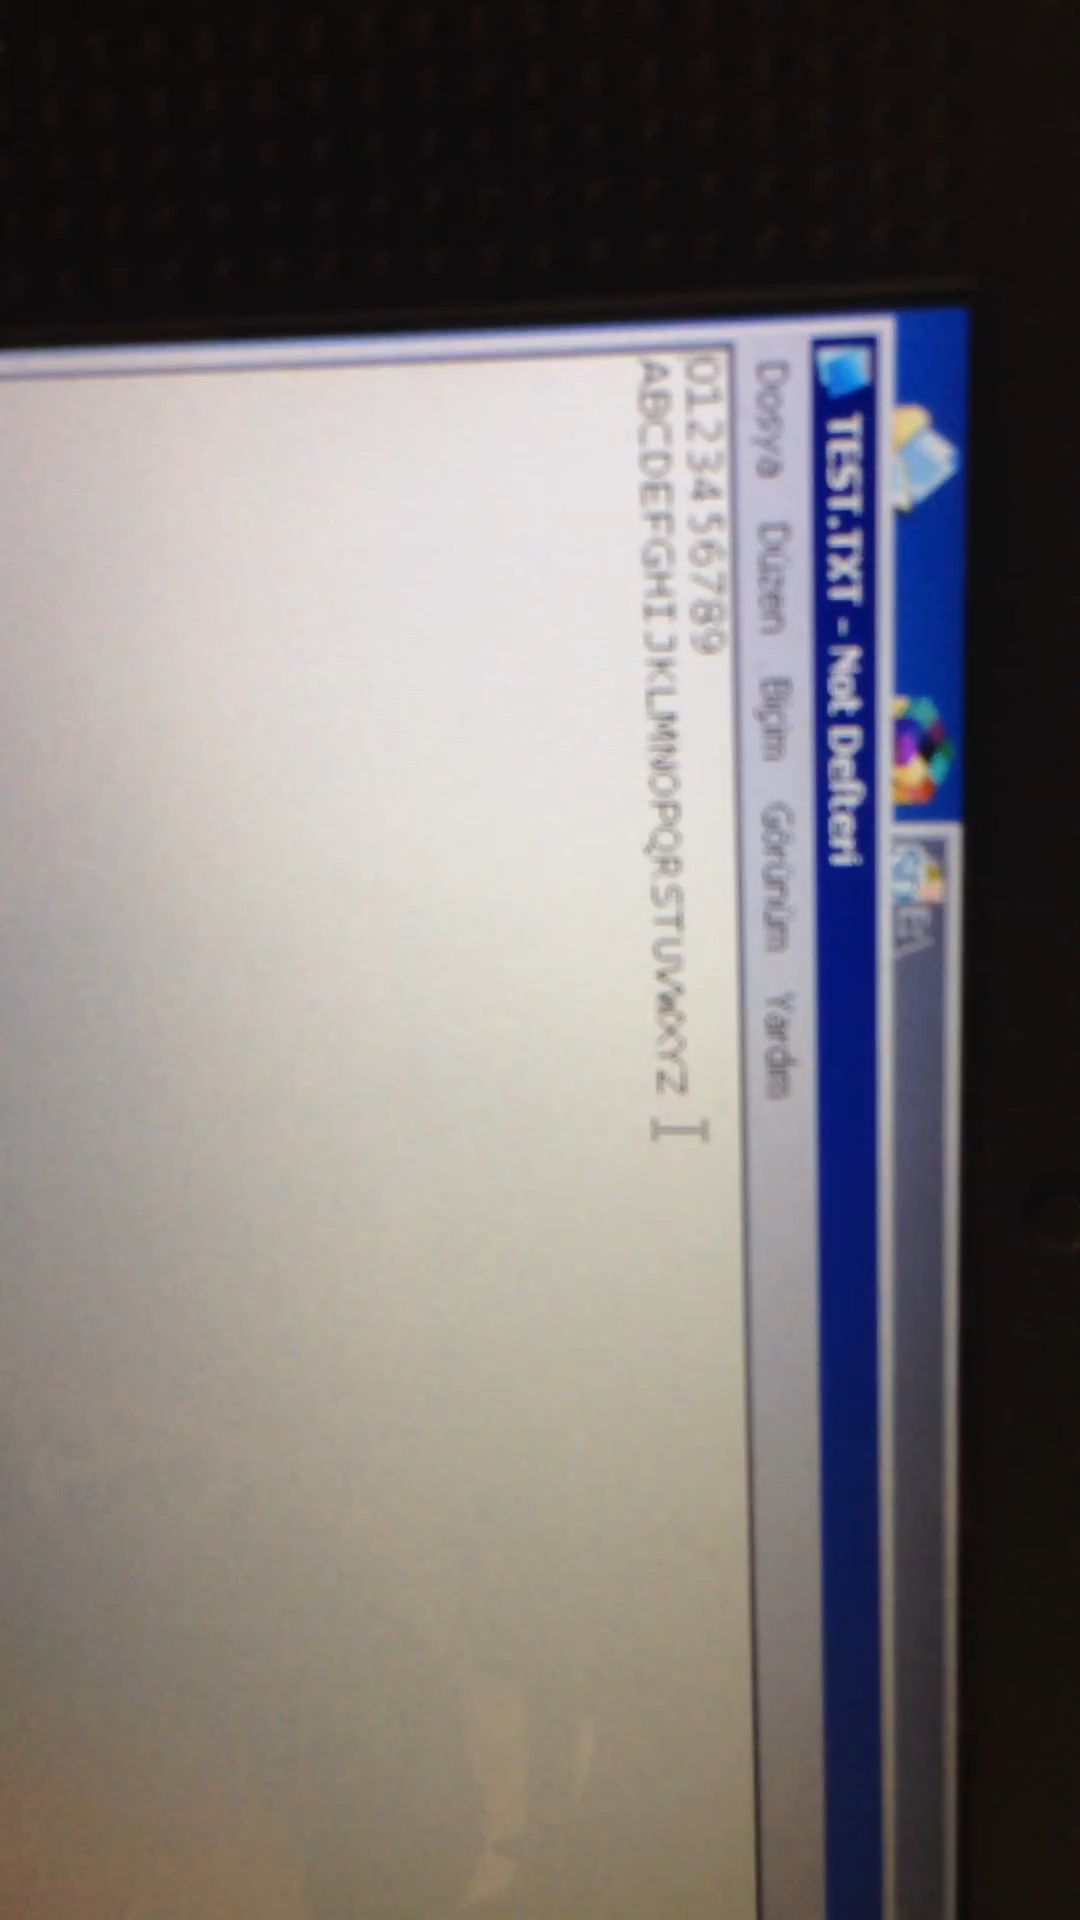 E:\
TEST.TXT - Not Defteri
Dosya Düzen Biçim Görünüm Yardım
0123456789
ABCDEFGHIJKLMNOPQRSTUVWXYZ